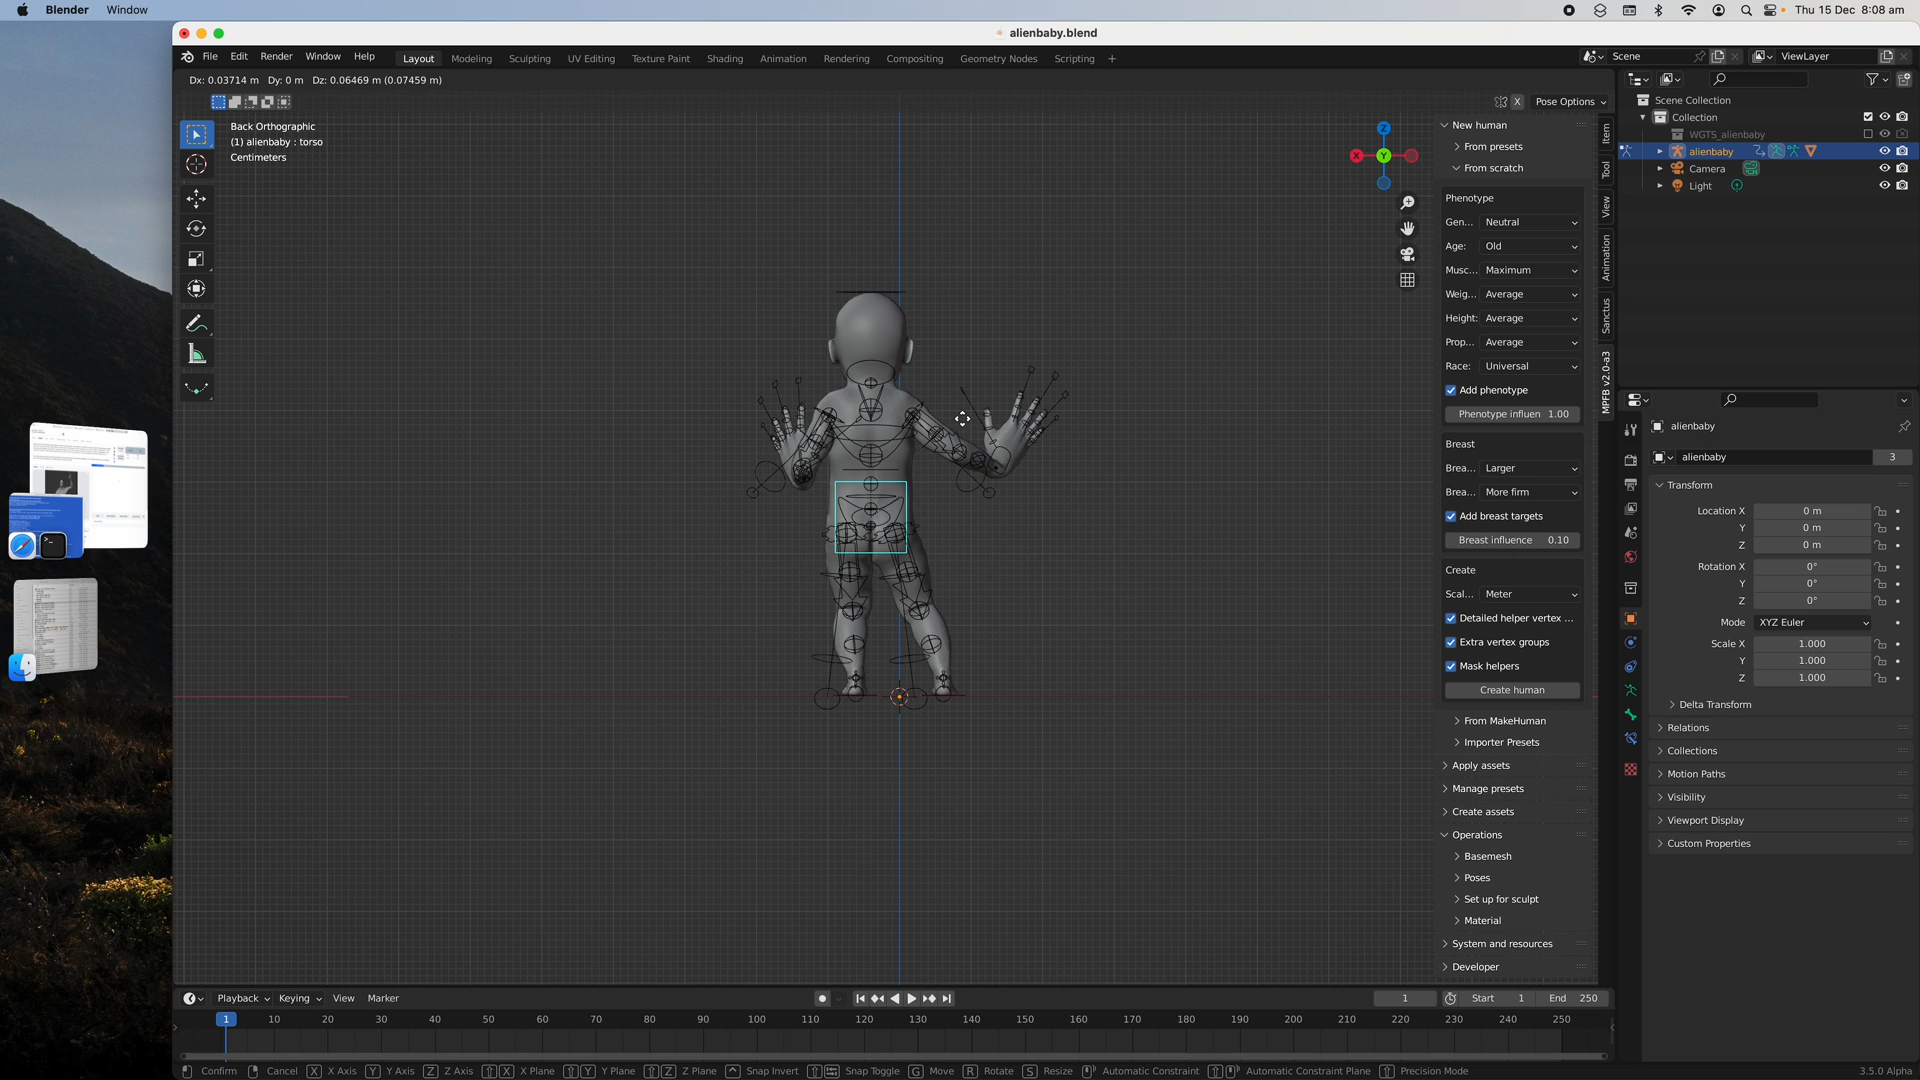 Blender Window
Thu 15 Dec 8:08 am
alienbaby.blend
File Edit Render Window Help Layout Modeling Sculpting UV Editing Texture Paint Shading Animation Rendering Compositing Geometry Nodes Scripting +
Scene
ViewLayer
Dx: 0.03714 m Dy: 0 m Dz: 0.06469 m (0.07459 m)
X Pose Options
Back Orthographic
(1) alienbaby : torso
Centimeters
Z
X
Y
New human
From presets
From scratch
Phenotype
Gen... Neutral
Age: Old
Musc... Maximum
Weig... Average
Height: Average
Prop... Average
Race: Universal
Add phenotype
Phenotype influen 1.00
Breast
Brea... Larger
Brea... More firm
Add breast targets
Breast influence 0.10
Create
Scal... Meter
Detailed helper vertex ...
Extra vertex groups
Mask helpers
Create human
From MakeHuman
Importer Presets
Apply assets
Manage presets
Create assets
Operations
Basemesh
Poses
Set up for sculpt
Material
System and resources
Developer
Item
Tool
View
Animation
Sanctus
MPFB v2.0-a3
Scene Collection
Collection
WGTS_alienbaby
alienbaby
Camera
Light
alienbaby
alienbaby 3
Transform
Location X 0 m
Y 0 m
Z 0 m
Rotation X 0°
Y 0°
Z 0°
Mode XYZ Euler
Scale X 1.000
Y 1.000
Z 1.000
Delta Transform
Relations
Collections
Motion Paths
Visibility
Viewport Display
Custom Properties
Playback Keying View Marker
1 Start 1 End 250
1 10 20 30 40 50 60 70 80 90 100 110 120 130 140 150 160 170 180 190 200 210 220 230 240 250
Confirm Cancel X X Axis Y Y Axis Z Z Axis X X Plane Y Y Plane Z Z Plane Snap Invert Snap Toggle G Move R Rotate S Resize Automatic Constraint Automatic Constraint Plane Precision Mode
3.5.0 Alpha